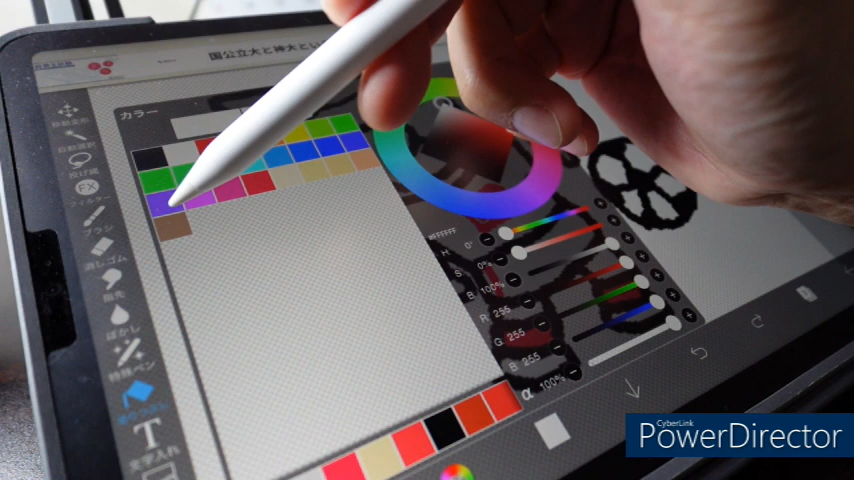 国公立大と神大とい
カラー
移動変形
自動選択
投げ縄
FX
フィルター
ブラシ
消しゴム
指先
ぼかし
特殊ペン
塗りつぶし
T
文字入れ
#FFFFFF
H: 0°
S: 0%
B: 100%
R: 255
G: 255
B: 255
α 100%
CyberLink
PowerDirector